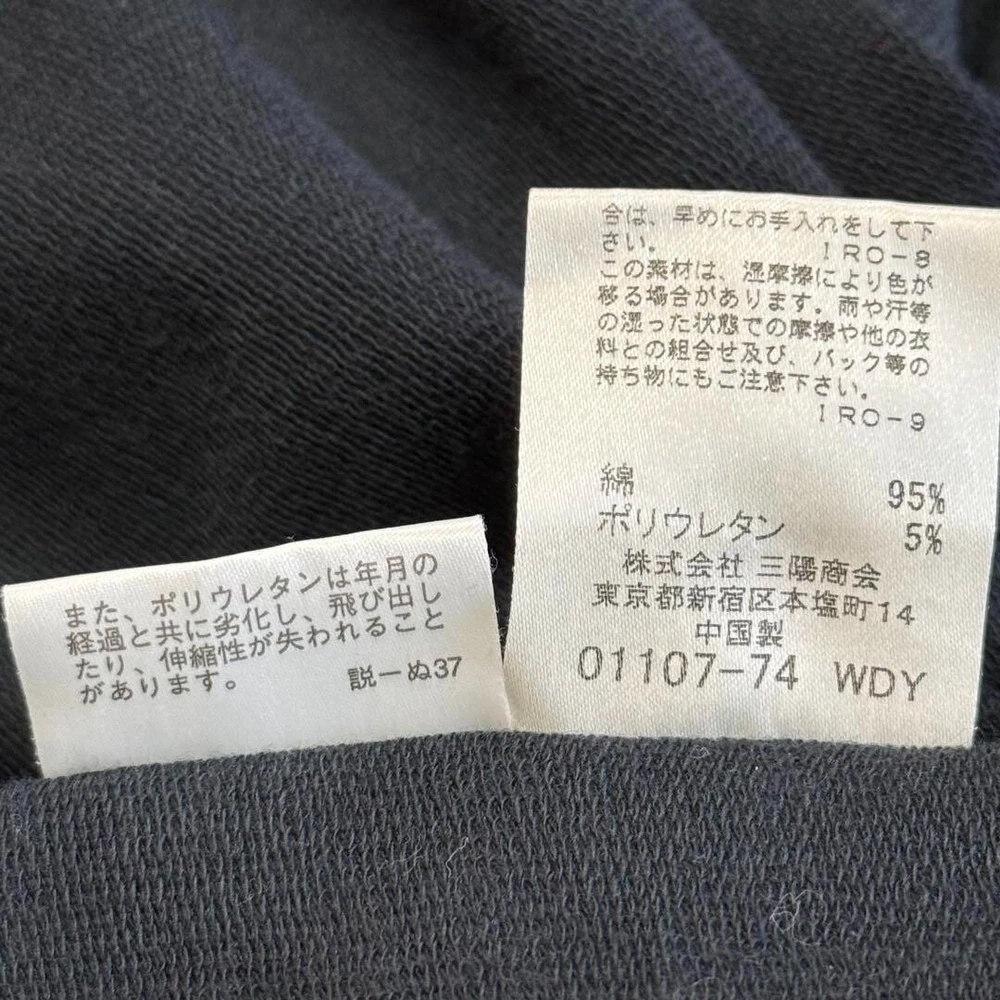 合は、早めにお手入れをして下
さい。 IRO-8
この素材は、湿摩擦により色が
移る場合があります。雨や汗等
の湿った状態での摩擦や他の衣
料との組合せ及び、バック等の
持ち物にもご注意下さい。
IRO-9
綿 95%
ポリウレタン 5%
株式会社 三陽商会
東京都新宿区本塩町14
中国製
01107-74 WDY
また、ポリウレタンは年月の
経過と共に劣化し、飛び出し
たり、伸縮性が失われること
があります。 説ーぬ37